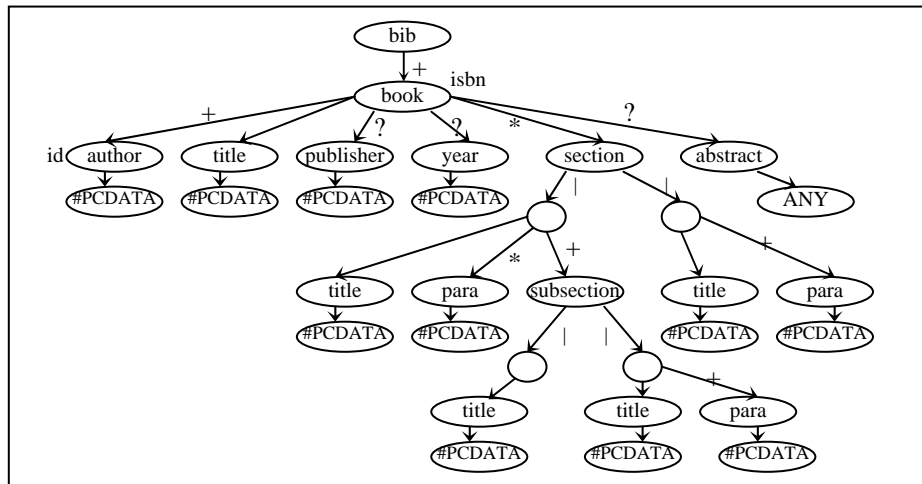 bib
+
isbn
book
+ ? ? * ?
id author title publisher year section abstract
#PCDATA #PCDATA #PCDATA #PCDATA | | ANY
* + +
title para subsection title para
#PCDATA #PCDATA | | #PCDATA #PCDATA
+
title title para
#PCDATA #PCDATA #PCDATA